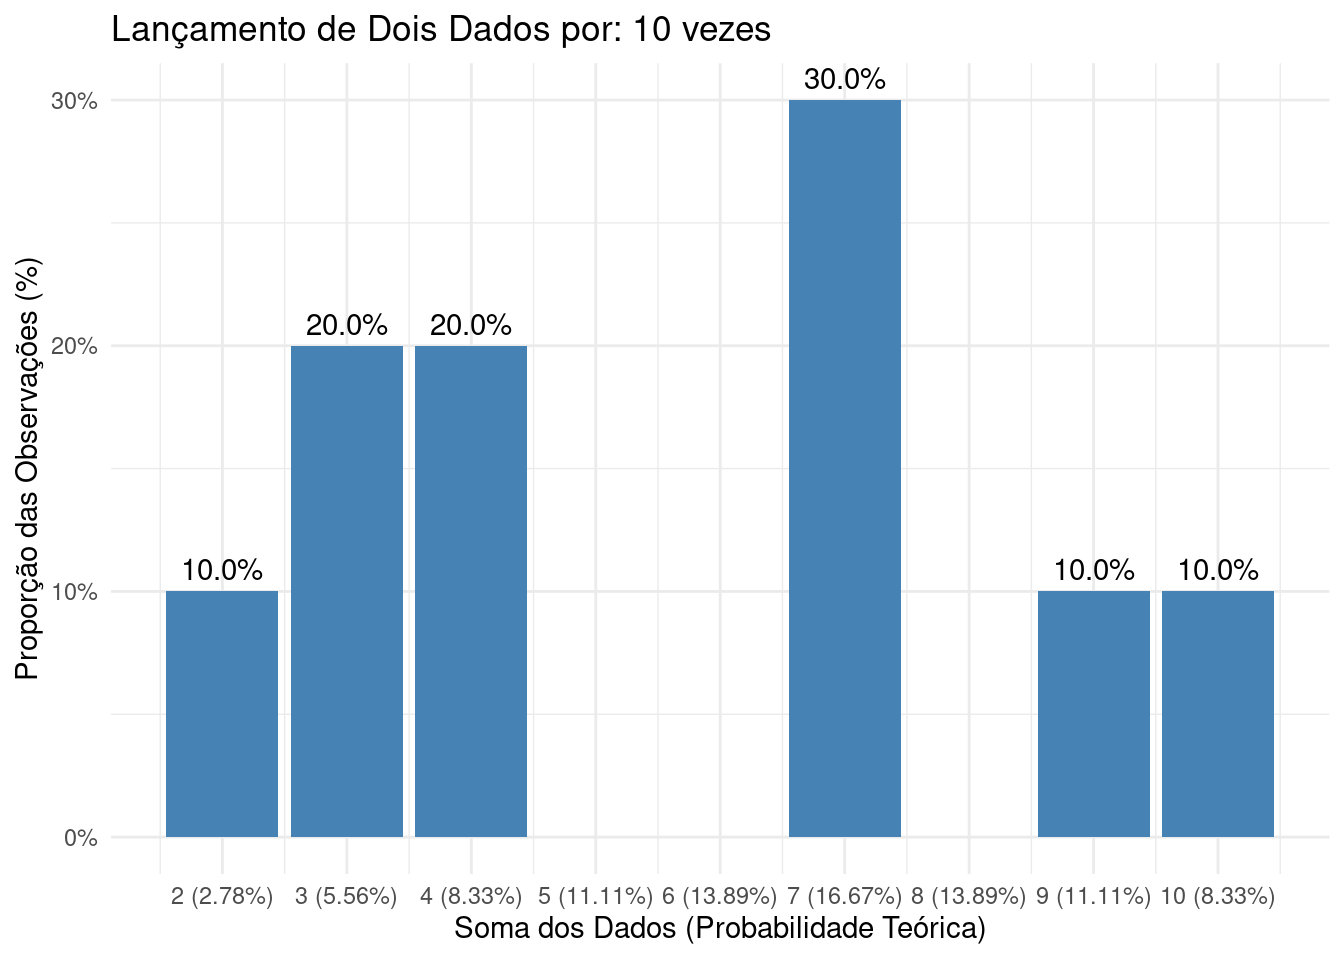 Lançamento de Dois Dados por: 10 vezes
Proporção das Observações (%)
30%
20%
10%
0%
10.0%
20.0%
20.0%
30.0%
10.0%
10.0%
2 (2.78%) 3 (5.56%) 4 (8.33%) 5 (11.11%) 6 (13.89%) 7 (16.67%) 8 (13.89%) 9 (11.11%) 10 (8.33%)
Soma dos Dados (Probabilidade Teórica)